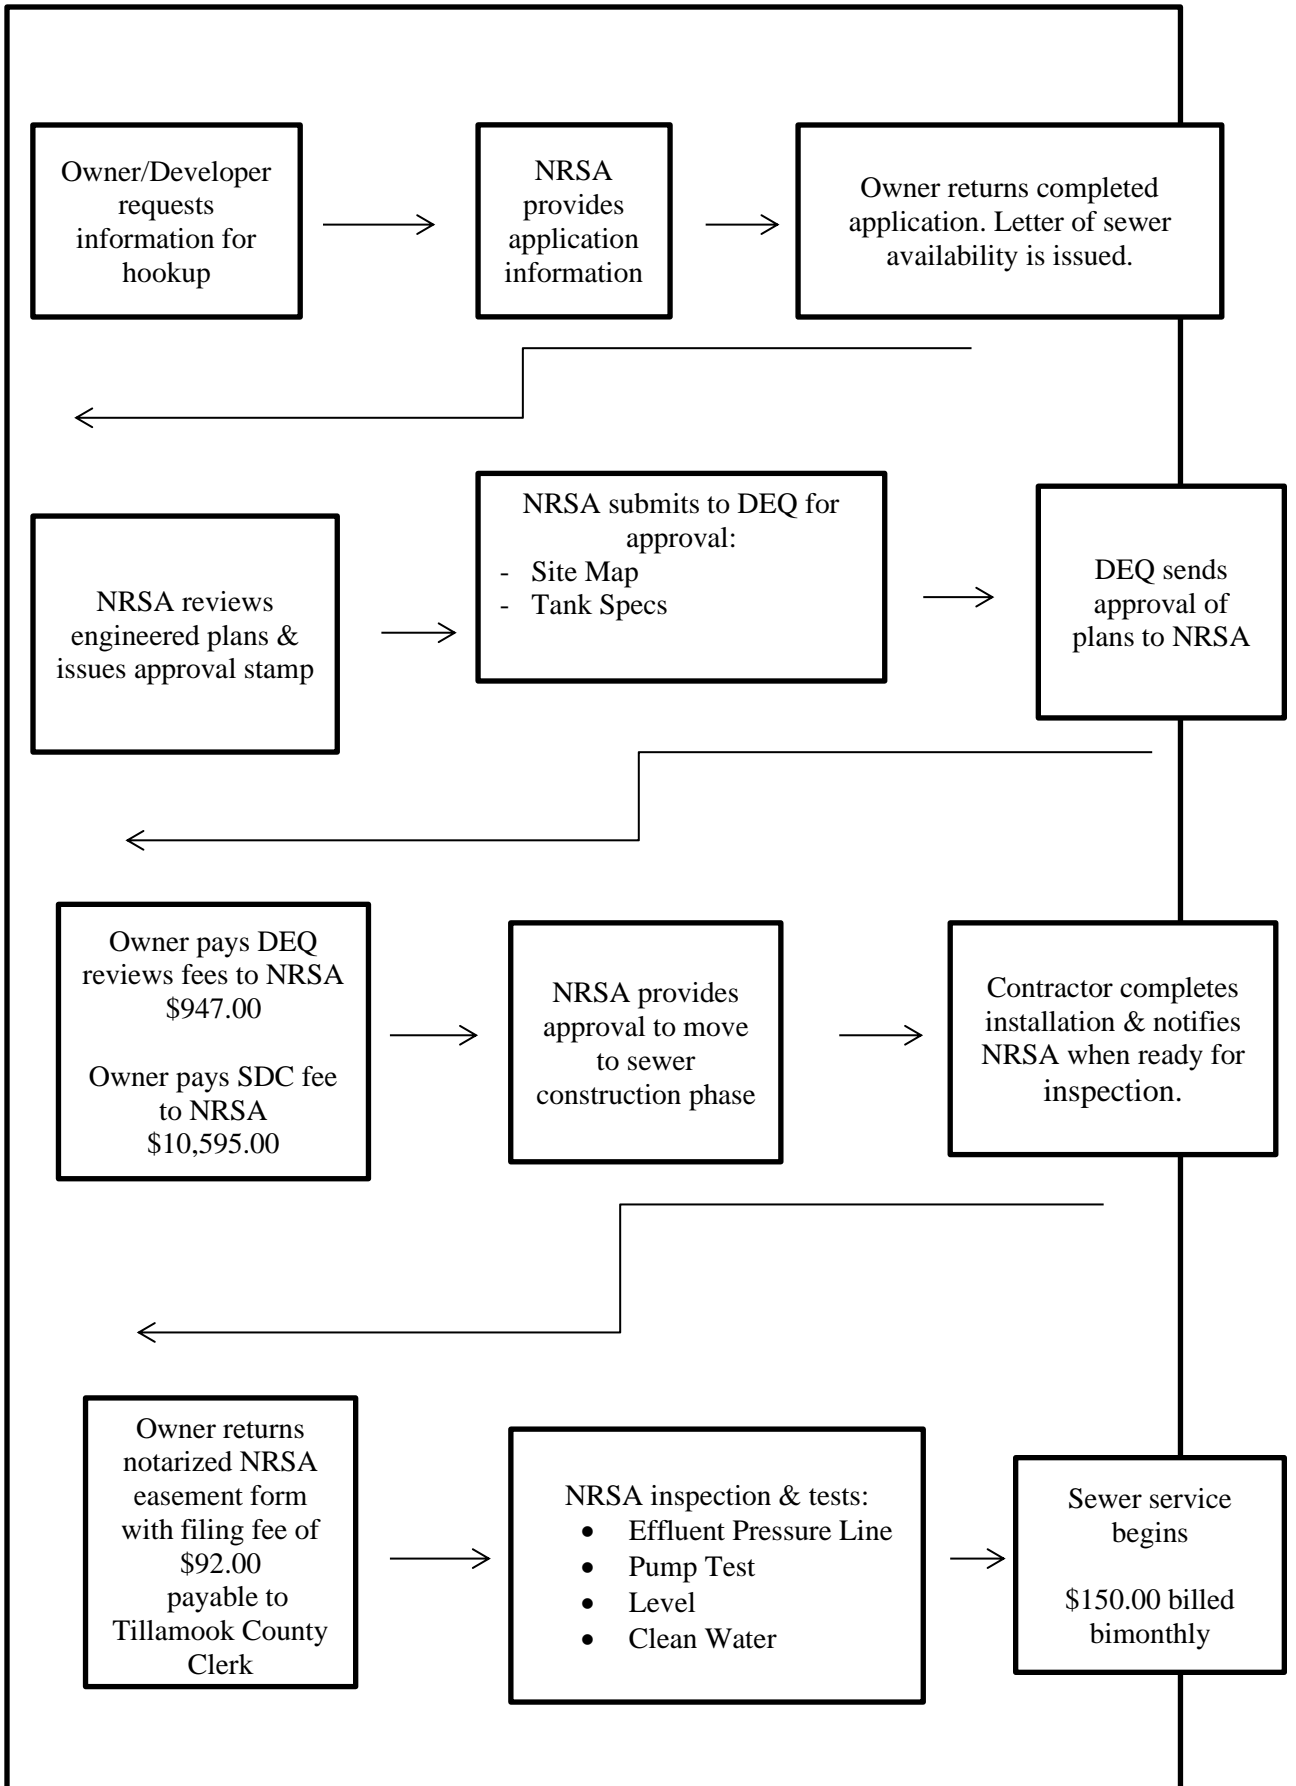 Owner/Developer
requests
information for
hookup
NRSA
provides
application
information
Owner returns completed
application. Letter of sewer
availability is issued.
NRSA reviews
engineered plans &
issues approval stamp
NRSA submits to DEQ for
approval:
- Site Map
- Tank Specs
DEQ sends
approval of
plans to NRSA
Owner pays DEQ
reviews fees to NRSA
$947.00
Owner pays SDC fee
to NRSA
$10,595.00
NRSA provides
approval to move
to sewer
construction phase
Contractor completes
installation & notifies
NRSA when ready for
inspection.
Owner returns
notarized NRSA
easement form
with filing fee of
$92.00
payable to
Tillamook County
Clerk
NRSA inspection & tests:
• Effluent Pressure Line
• Pump Test
• Level
• Clean Water
Sewer service
begins
$150.00 billed
bimonthly